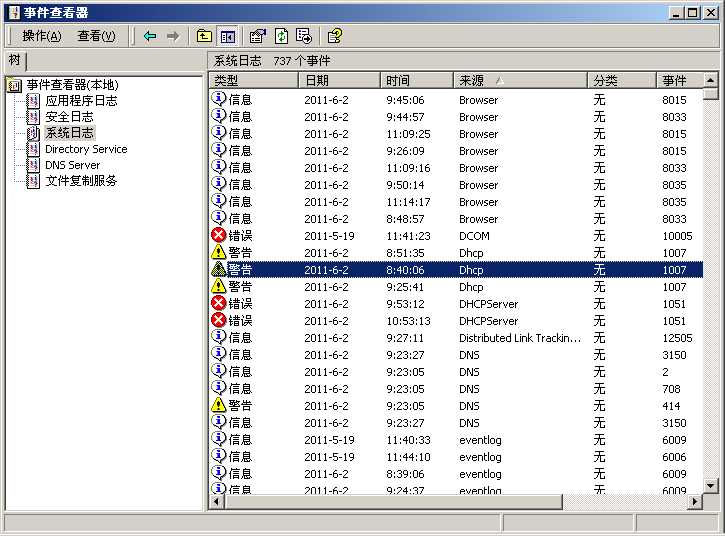 事件查看器
操作(A) 查看(V)
树
系统日志 737 个事件
事件查看器(本地)
应用程序日志
安全日志
系统日志
Directory Service
DNS Server
文件复制服务
类型 日期 时间 来源 分类 事件
信息 2011-6-2 9:45:06 Browser 无 8015
信息 2011-6-2 9:44:57 Browser 无 8033
信息 2011-6-2 11:09:25 Browser 无 8015
信息 2011-6-2 9:26:09 Browser 无 8015
信息 2011-6-2 11:09:16 Browser 无 8033
信息 2011-6-2 9:50:14 Browser 无 8035
信息 2011-6-2 11:14:17 Browser 无 8035
信息 2011-6-2 8:48:57 Browser 无 8033
错误 2011-5-19 11:41:23 DCOM 无 10005
警告 2011-6-2 8:51:35 Dhcp 无 1007
警告 2011-6-2 8:40:06 Dhcp 无 1007
警告 2011-6-2 9:25:41 Dhcp 无 1007
错误 2011-6-2 9:53:12 DHCPServer 无 1051
错误 2011-6-2 10:53:13 DHCPServer 无 1051
信息 2011-6-2 9:27:11 Distributed Link Trackin... 无 12505
信息 2011-6-2 9:23:27 DNS 无 3150
信息 2011-6-2 9:23:05 DNS 无 2
信息 2011-6-2 9:23:05 DNS 无 708
警告 2011-6-2 9:23:05 DNS 无 414
信息 2011-6-2 9:23:27 DNS 无 3150
信息 2011-5-19 11:40:33 eventlog 无 6009
信息 2011-5-19 11:44:10 eventlog 无 6006
信息 2011-6-2 8:39:06 eventlog 无 6009
信息 2011-6-2 9:24:37 eventlog 无 6009